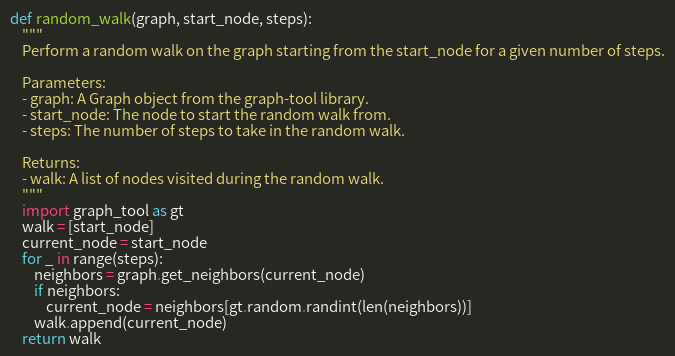 def random_walk(graph, start_node, steps):
"""
Perform a random walk on the graph starting from the start_node for a given number of steps.
Parameters:
- graph: A Graph object from the graph-tool library.
- start_node: The node to start the random walk from.
- steps: The number of steps to take in the random walk.
Returns:
- walk: A list of nodes visited during the random walk.
"""
import graph_tool as gt
walk = [start_node]
current_node = start_node
for _ in range(steps):
neighbors = graph.get_neighbors(current_node)
if neighbors:
current_node = neighbors[gt.random.randint(len(neighbors))]
walk.append(current_node)
return walk